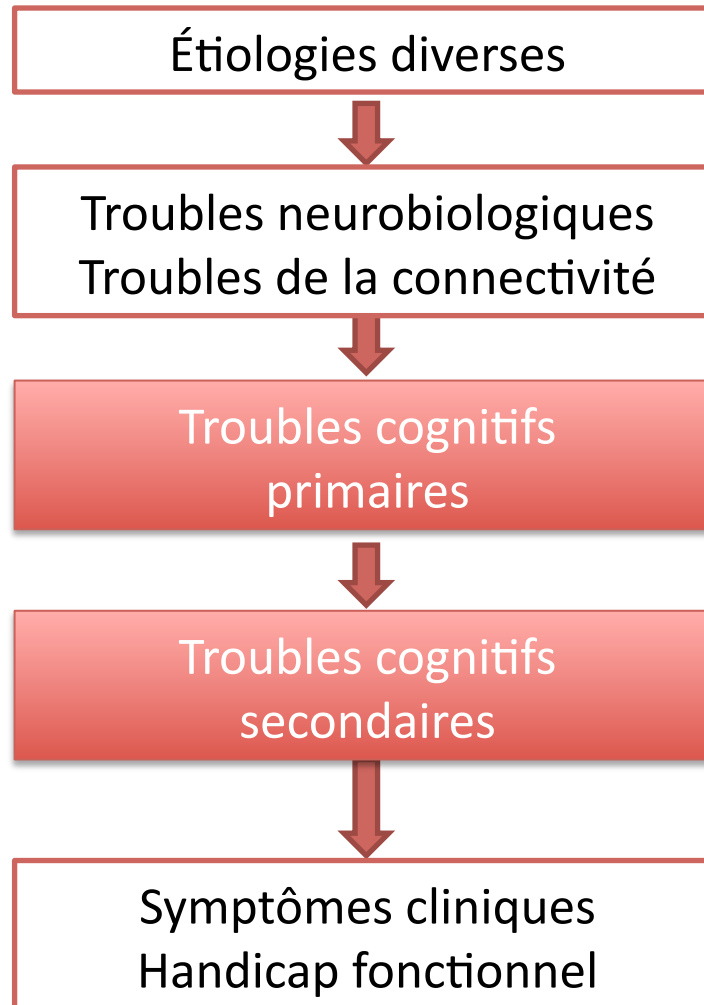 Étiologies diverses
Troubles neurobiologiques
Troubles de la connectivité
Troubles cognitifs
primaires
Troubles cognitifs
secondaires
Symptômes cliniques
Handicap fonctionnel